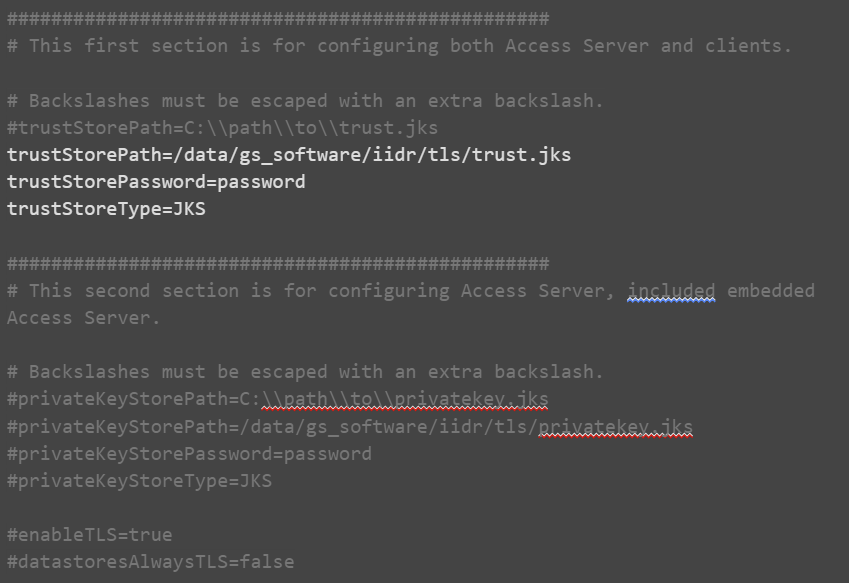 #################################################
# This first section is for configuring both Access Server and clients.
# Backslashes must be escaped with an extra backslash.
#trustStorePath=C:\\path\\to\\trust.jks
trustStorePath=/data/gs_software/iidr/tls/trust.jks
trustStorePassword=password
trustStoreType=JKS
#################################################
# This second section is for configuring Access Server, included embedded
Access Server.
# Backslashes must be escaped with an extra backslash.
#privateKeyStorePath=C:\\path\\to\\privatekey.jks
#privateKeyStorePath=/data/gs_software/iidr/tls/privatekey.jks
#privateKeyStorePassword=password
#privateKeyStoreType=JKS
#enableTLS=true
#datastoresAlwaysTLS=false